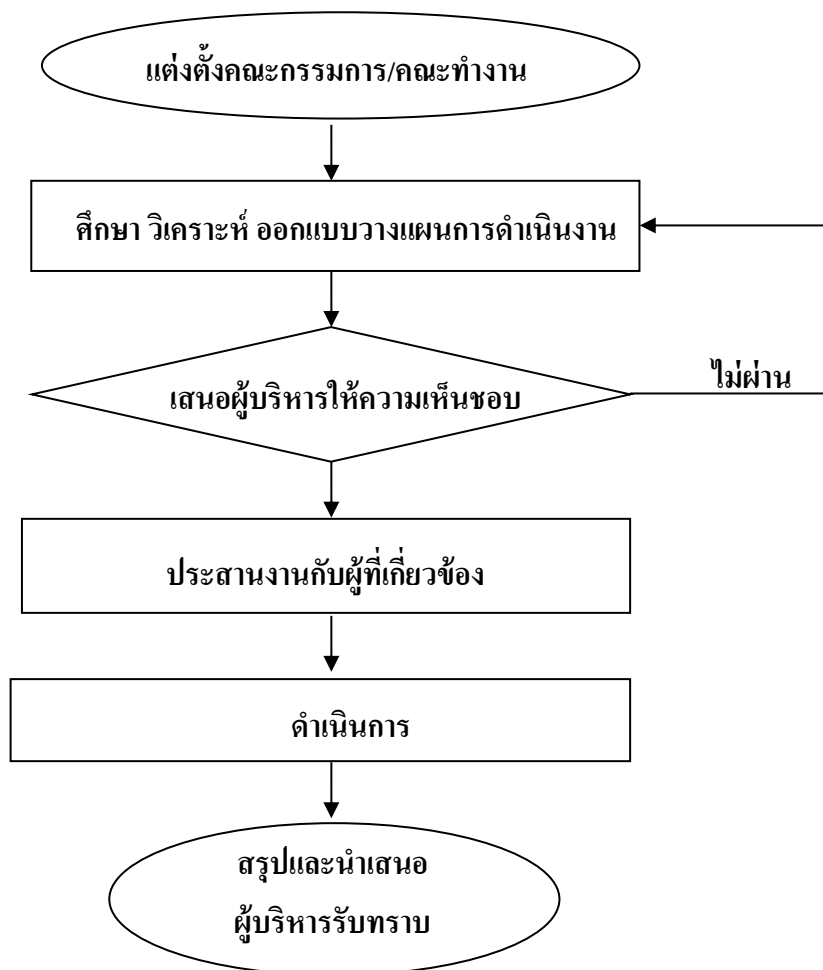 แต่งตั้งคณะกรรมการ/คณะทำงาน
ศึกษา วิเคราะห์ ออกแบบวางแผนการดำเนินงาน
เสนอผู้บริหารให้ความเห็นชอบ
ไม่ผ่าน
ประสานงานกับผู้ที่เกี่ยวข้อง
ดำเนินการ
สรุปและนำเสนอ
ผู้บริหารรับทราบ